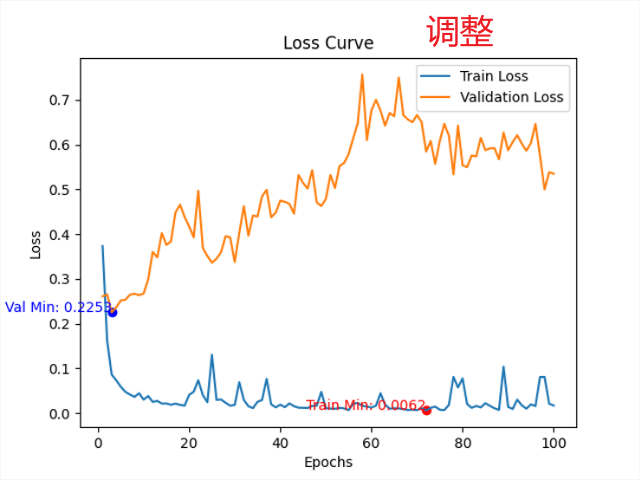 调整
Loss Curve
Train Loss
Validation Loss
0.7
0.6
0.5
0.4
0.3
0.2
0.1
0.0
Loss
Val Min: 0.2253
Train Min: 0.0062
0 20 40 60 80 100
Epochs